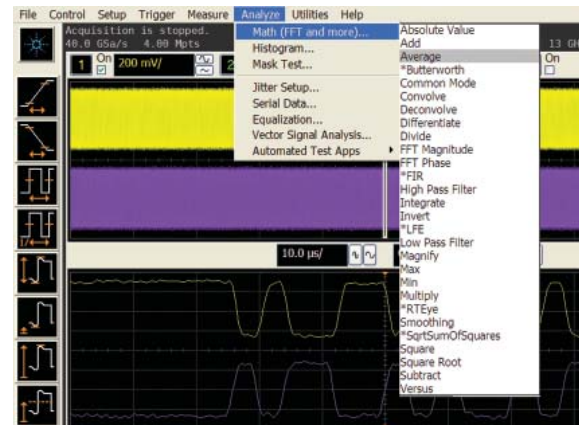 File Control Setup Trigger Measure Analyze Utilities Help
Acquisition is stopped.
40.0 GSa/s 4.00 Mpts
13 GH
1 On 200 mV/ 2
On
Math (FFT and more)...
Histogram...
Mask Test...
Jitter Setup...
Serial Data...
Equalization...
Vector Signal Analysis...
Automated Test Apps
Absolute Value
Add
Average
*Butterworth
Common Mode
Convolve
Deconvolve
Differentiate
Divide
FFT Magnitude
FFT Phase
*FIR
High Pass Filter
Integrate
Invert
*LFE
Low Pass Filter
Magnify
Max
Min
Multiply
*RTEye
Smoothing
*SqrtSumOfSquares
Square
Square Root
Subtract
Versus
1/
10.0 µs/